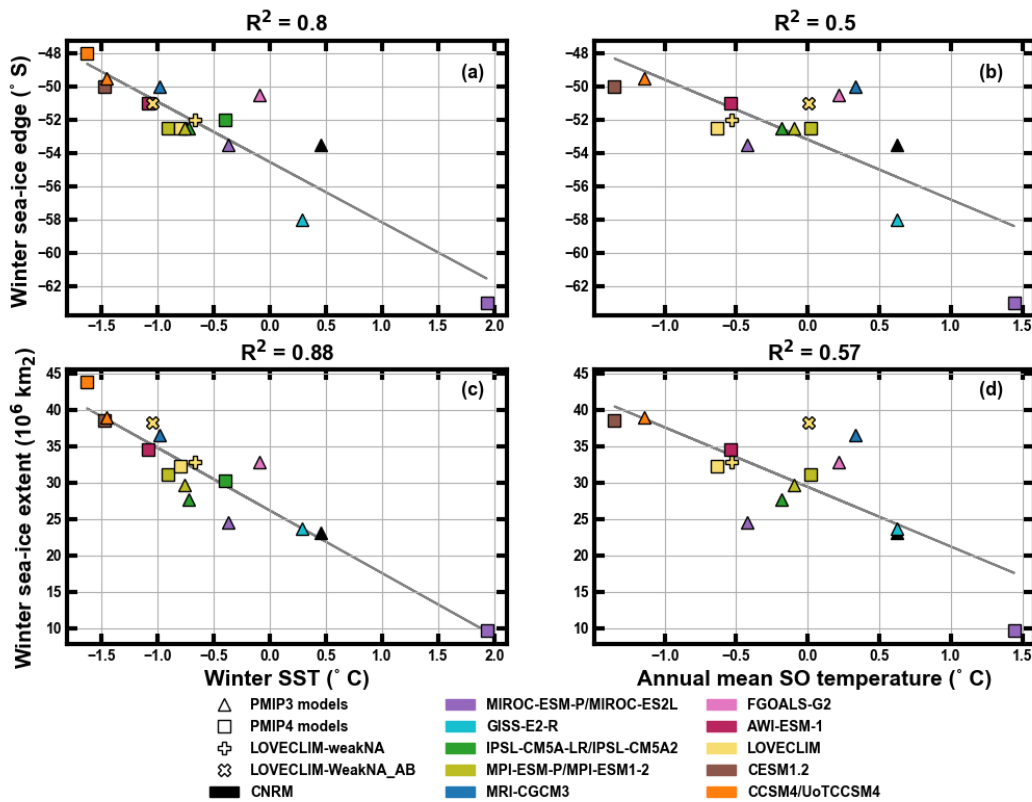 R² = 0.8
R² = 0.5
Winter sea-ice edge (° S)
−48
−50
−52
−54
−56
−58
−60
−62
(a)
−1.5 −1.0 −0.5 0.0 0.5 1.0 1.5 2.0
−48
−50
−52
−54
−56
−58
−60
−62
(b)
−1.0 −0.5 0.0 0.5 1.0 1.5
R² = 0.88
R² = 0.57
Winter sea-ice extent (10⁶ km₂)
45
40
35
30
25
20
15
10
(c)
−1.5 −1.0 −0.5 0.0 0.5 1.0 1.5 2.0
Winter SST (° C)
45
40
35
30
25
20
15
10
(d)
−1.0 −0.5 0.0 0.5 1.0 1.5
Annual mean SO temperature (° C)
PMIP3 models
PMIP4 models
LOVECLIM-weakNA
LOVECLIM-WeakNA_AB
CNRM
MIROC-ESM-P/MIROC-ES2L
GISS-E2-R
IPSL-CM5A-LR/IPSL-CM5A2
MPI-ESM-P/MPI-ESM1-2
MRI-CGCM3
FGOALS-G2
AWI-ESM-1
LOVECLIM
CESM1.2
CCSM4/UoTCCSM4